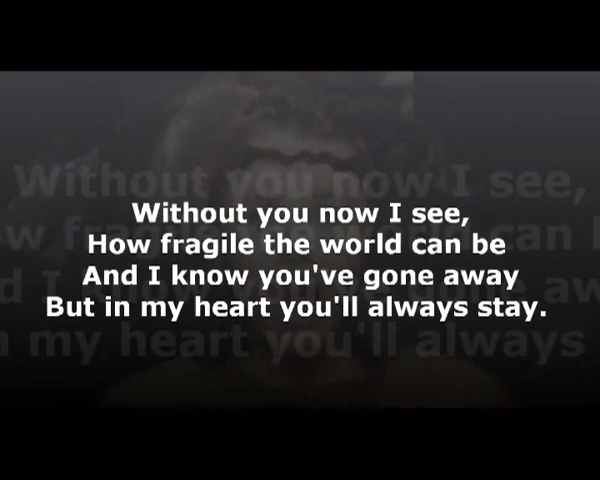 Without you now I see,
How fragile the world can be
And I know you've gone away
But in my heart you'll always stay.